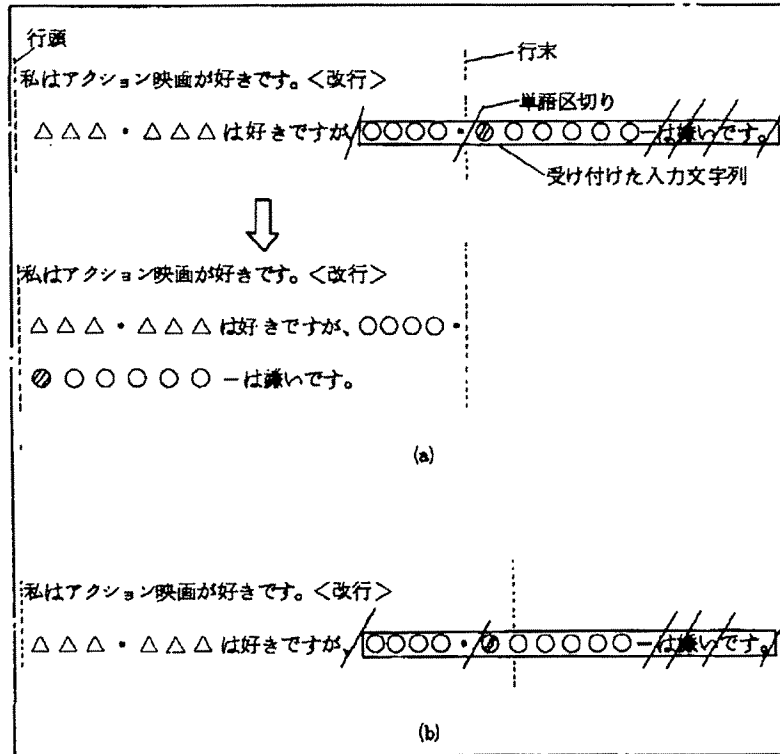 行頭
行末
私はアクション映画が好きです。<改行>
単語区切り
△△△・△△△は好きですが、○○○○・○○○○○○ーは嫌いです。
受け付けた入力文字列
私はアクション映画が好きです。<改行>
△△△・△△△は好きですが、○○○○・
○○○○○○ーは嫌いです。
(a)
私はアクション映画が好きです。<改行>
△△△・△△△は好きですが、○○○○・○○○○○○ーは嫌いです。
(b)